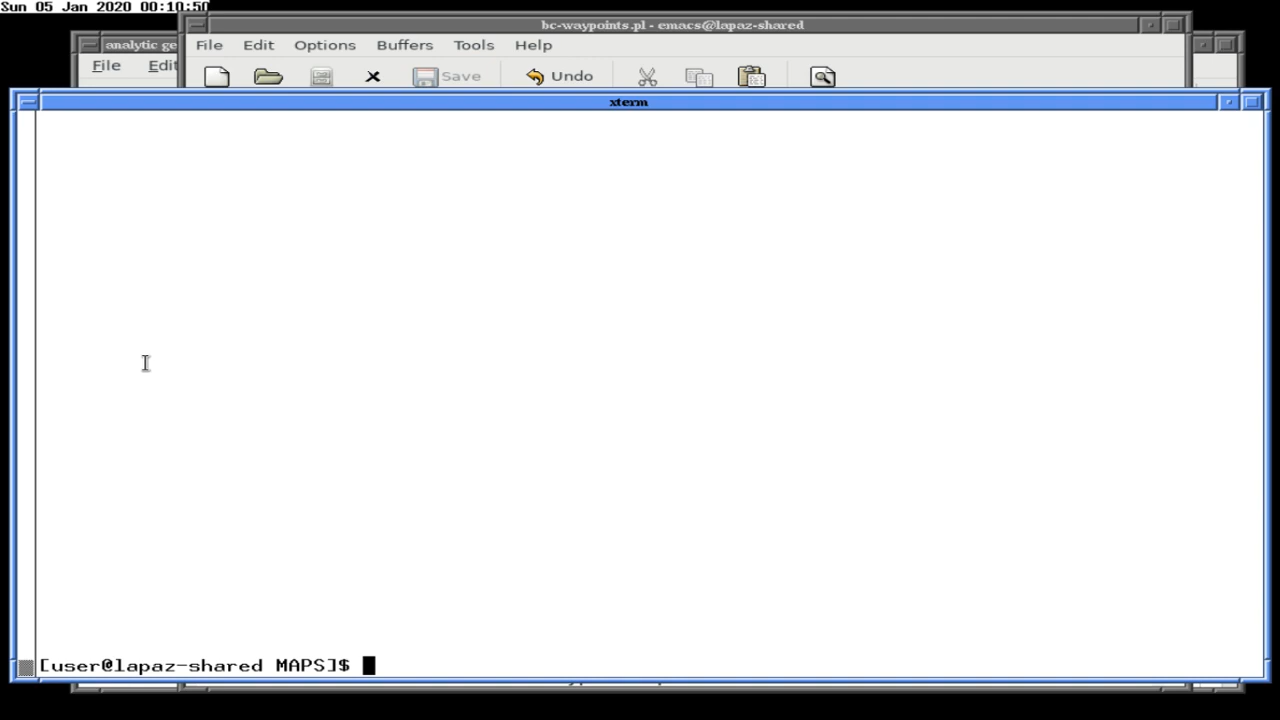 Sun 05 Jan 2020 00:10:50
bc-waypoints.pl - emacs@lapaz-shared
analytic ge
File Edit Options Buffers Tools Help
File Edit
Save Undo
xterm
[user@lapaz-shared MAPS]$